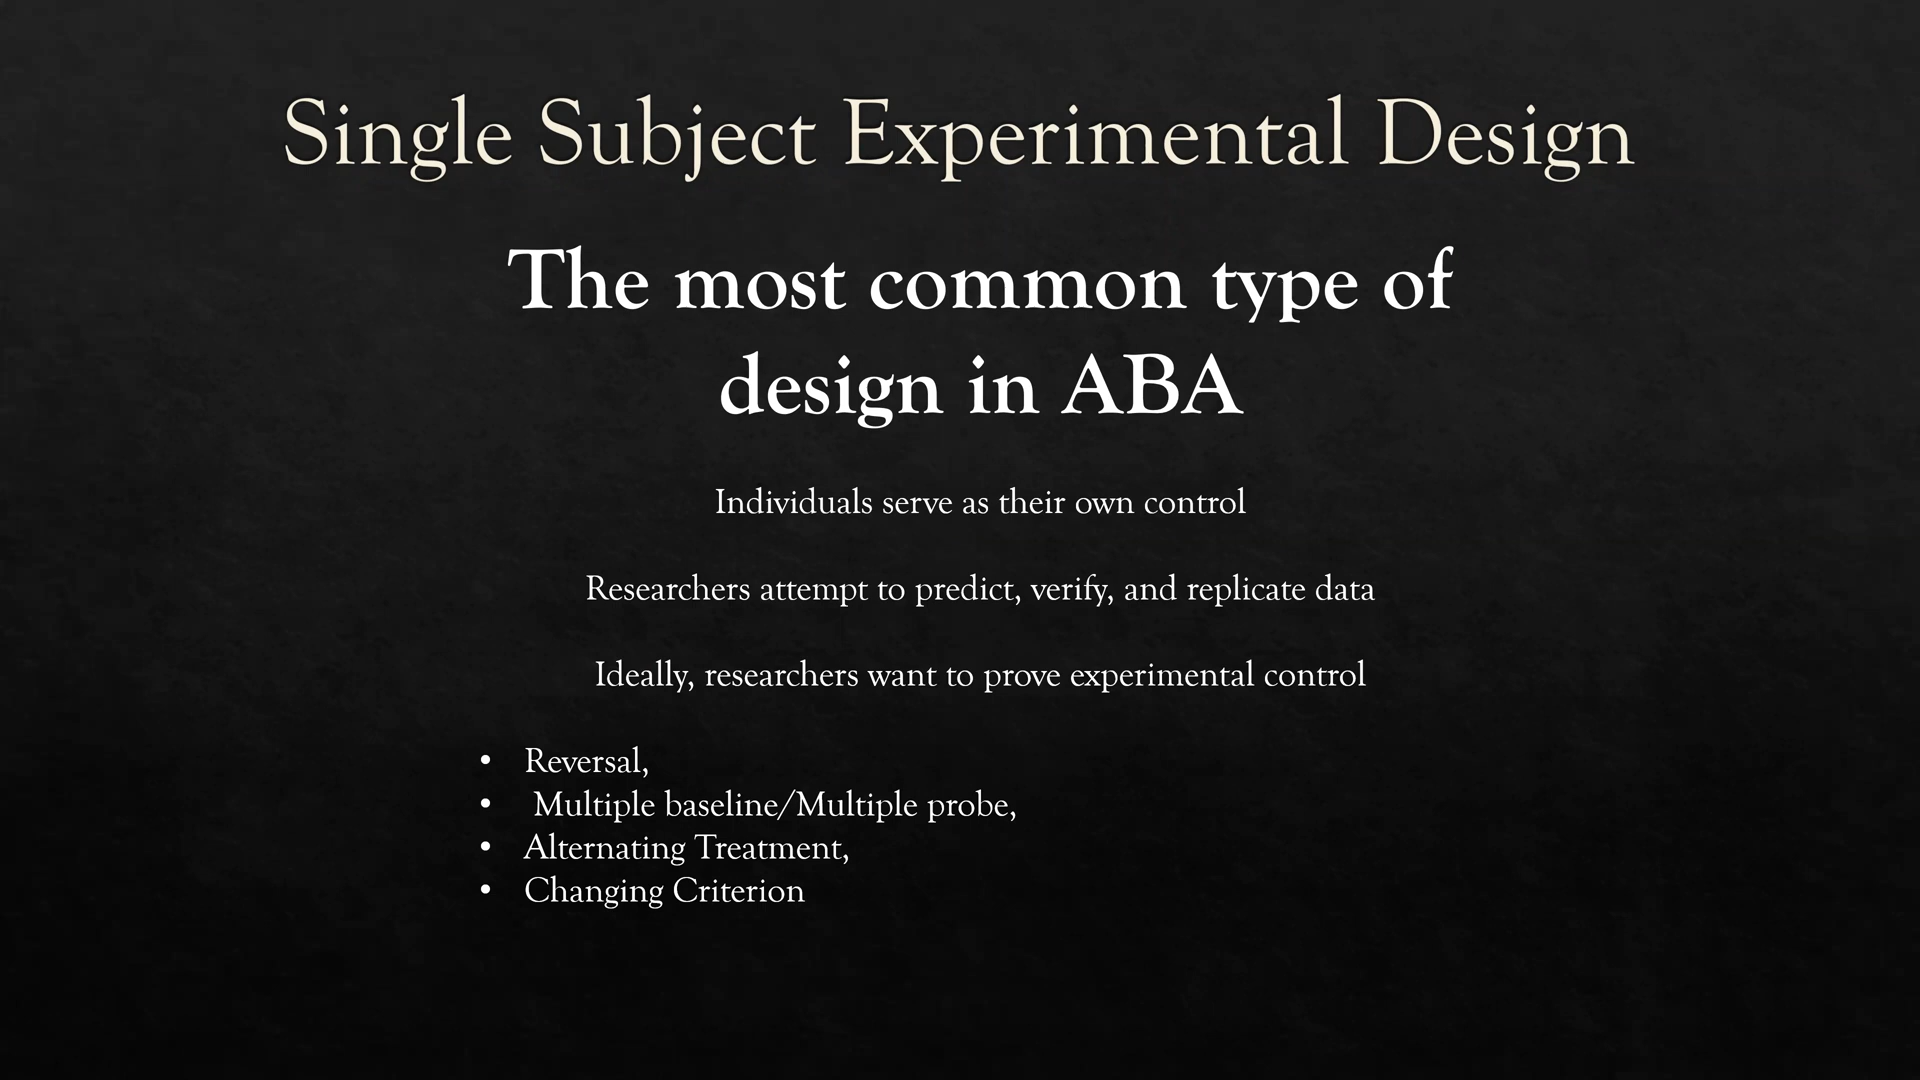 Single Subject Experimental Design
The most common type of
design in ABA
Individuals serve as their own control
Researchers attempt to predict, verify, and replicate data
Ideally, researchers want to prove experimental control
• Reversal,
• Multiple baseline/Multiple probe,
• Alternating Treatment,
• Changing Criterion